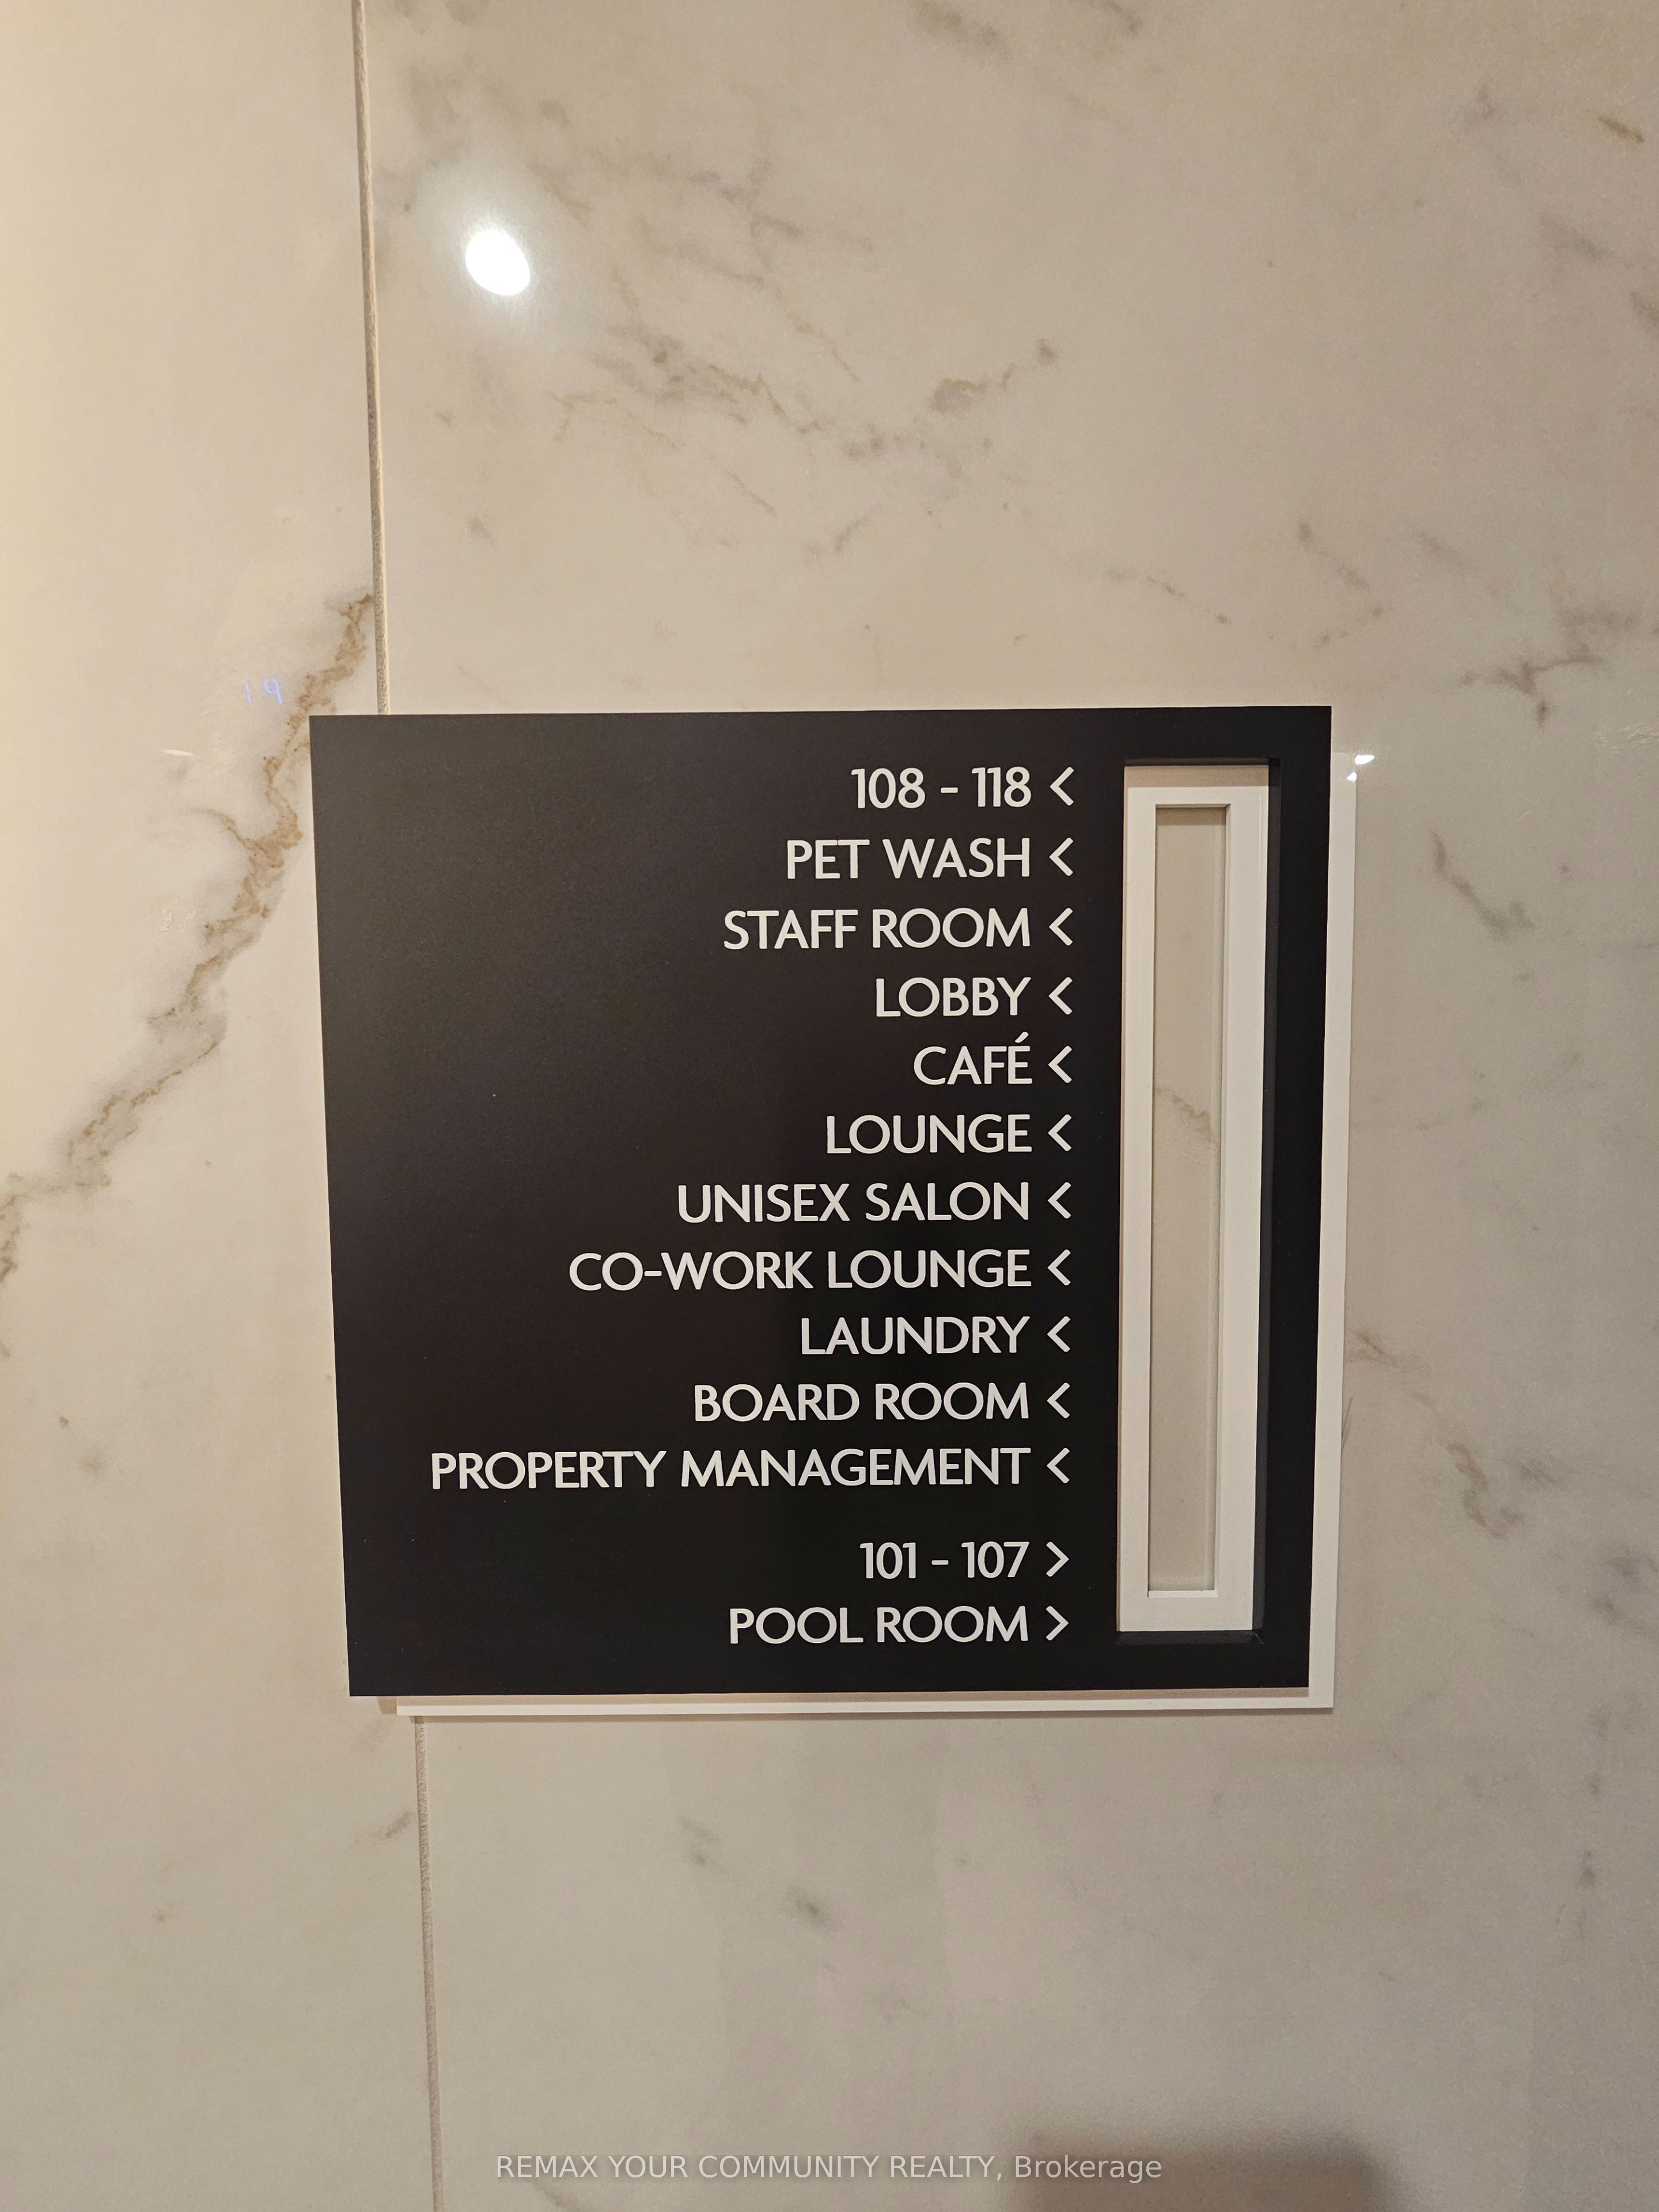 19
108 - 118 <
PET WASH <
STAFF ROOM <
LOBBY <
CAFÉ <
LOUNGE <
UNISEX SALON <
CO-WORK LOUNGE <
LAUNDRY <
BOARD ROOM <
PROPERTY MANAGEMENT <
101 - 107 >
POOL ROOM >
REMAX YOUR COMMUNITY REALTY, Brokerage